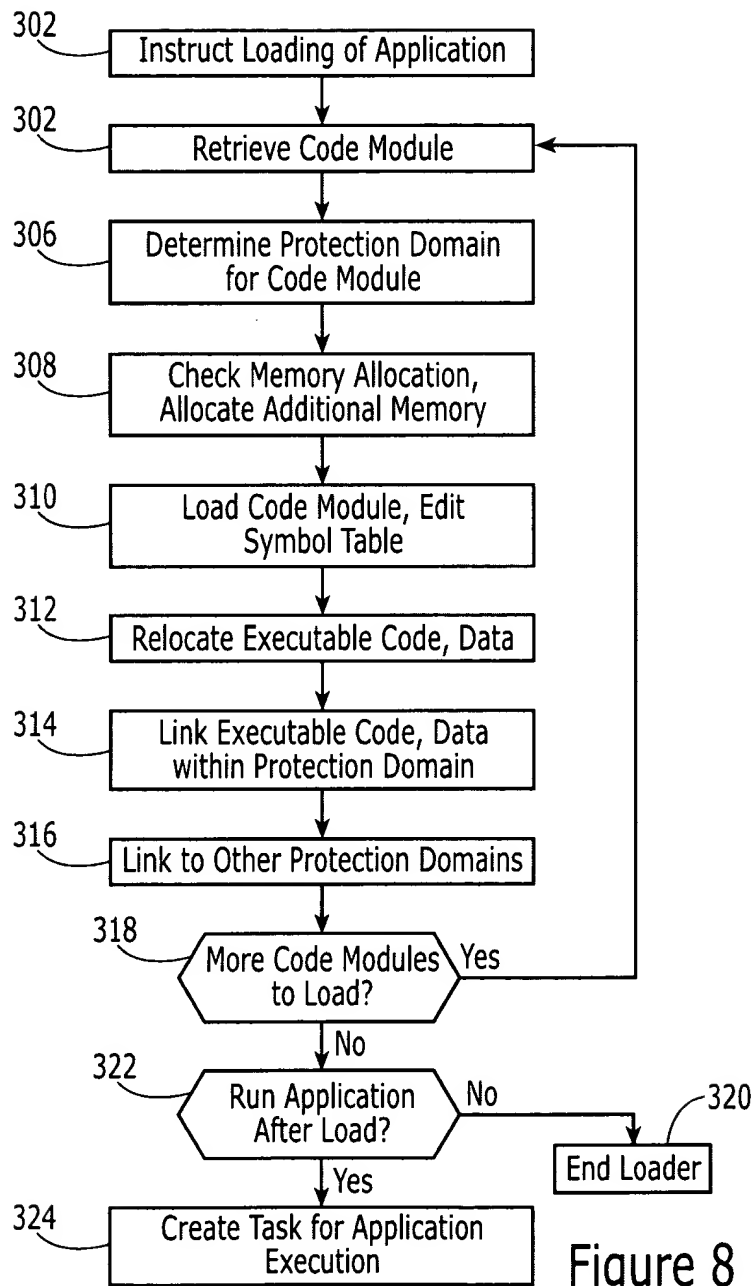 302
Instruct Loading of Application
302
Retrieve Code Module
306
Determine Protection Domain
for Code Module
308
Check Memory Allocation,
Allocate Additional Memory
310
Load Code Module, Edit
Symbol Table
312
Relocate Executable Code, Data
314
Link Executable Code, Data
within Protection Domain
316
Link to Other Protection Domains
318
More Code Modules
to Load?
Yes
No
322
Run Application
After Load?
No
320
End Loader
Yes
324
Create Task for Application
Execution
Figure 8